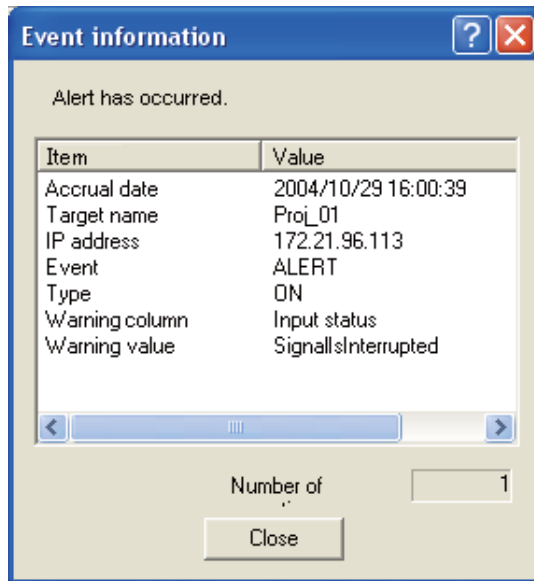 Event information
Alert has occurred.
Item Value
Accrual date 2004/10/29 16:00:39
Target name Proj_01
IP address 172.21.96.113
Event ALERT
Type ON
Warning column Input status
Warning value SignalIsInterrupted
Number of 1
Close